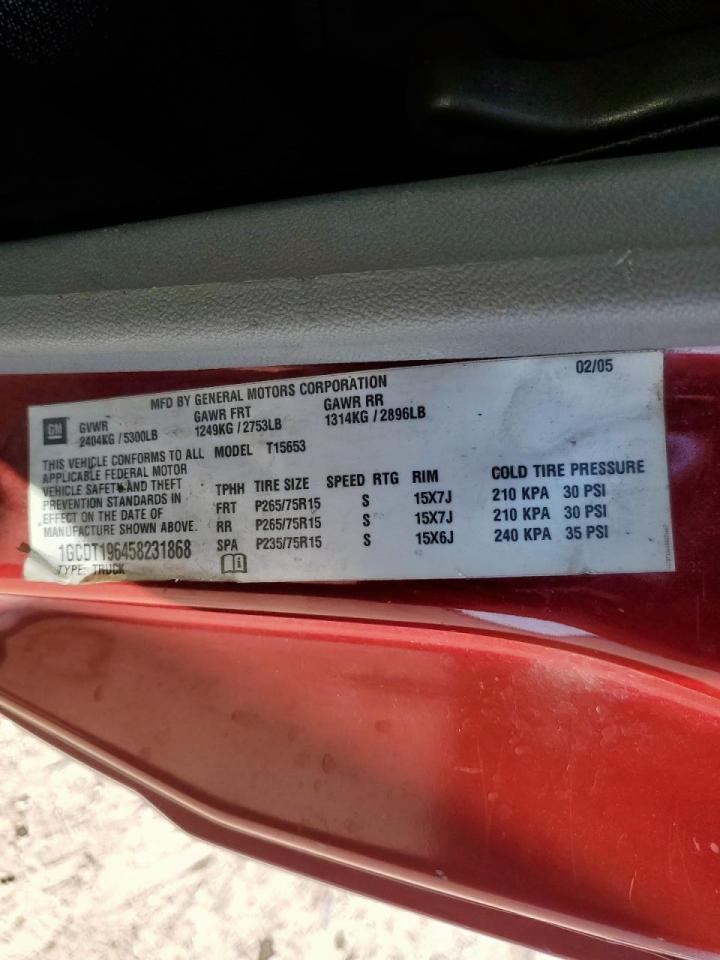 02/05
MFD BY GENERAL MOTORS CORPORATION
GM
GVWR GAWR FRT GAWR RR
2404KG / 5300LB 1249KG / 2753LB 1314KG / 2896LB
THIS VEHICLE CONFORMS TO ALL MODEL T15653
APPLICABLE FEDERAL MOTOR
VEHICLE SAFETY AND THEFT
PREVENTION STANDARDS IN
EFFECT ON THE DATE OF
MANUFACTURE SHOWN ABOVE.
1GCDT196458231868
TYPE: TRUCK
TPHH TIRE SIZE SPEED RTG RIM COLD TIRE PRESSURE
FRT P265/75R15 S 15X7J 210 KPA 30 PSI
RR P265/75R15 S 15X7J 210 KPA 30 PSI
SPA P235/75R15 S 15X6J 240 KPA 35 PSI